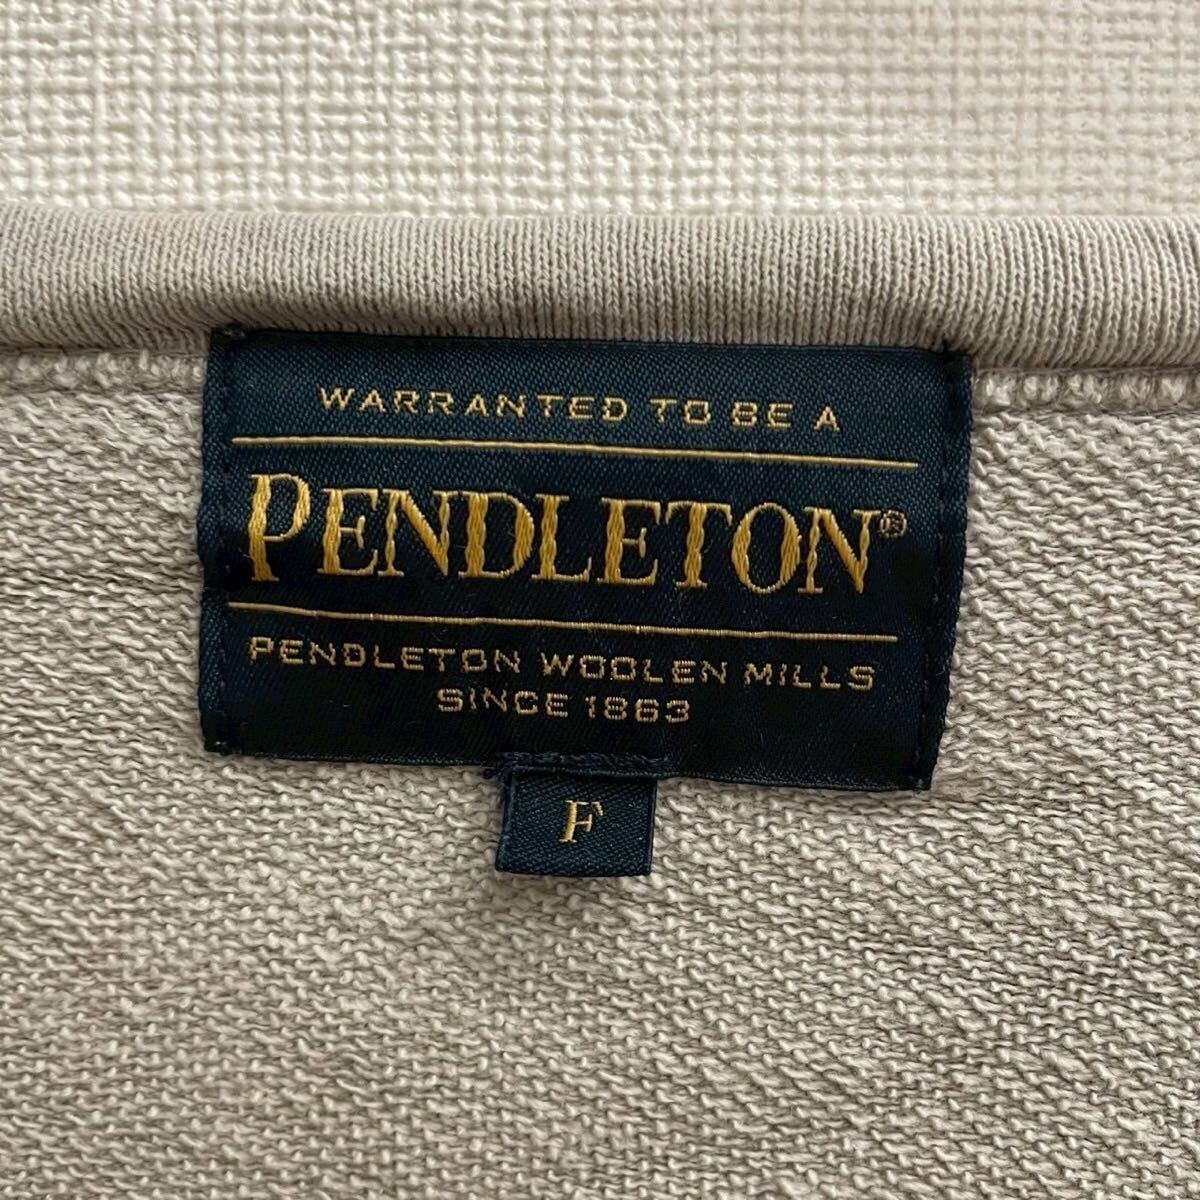 WARRANTED TO BE A
PENDLETON®
PENDLETON WOOLEN MILLS
SINCE 1863
F